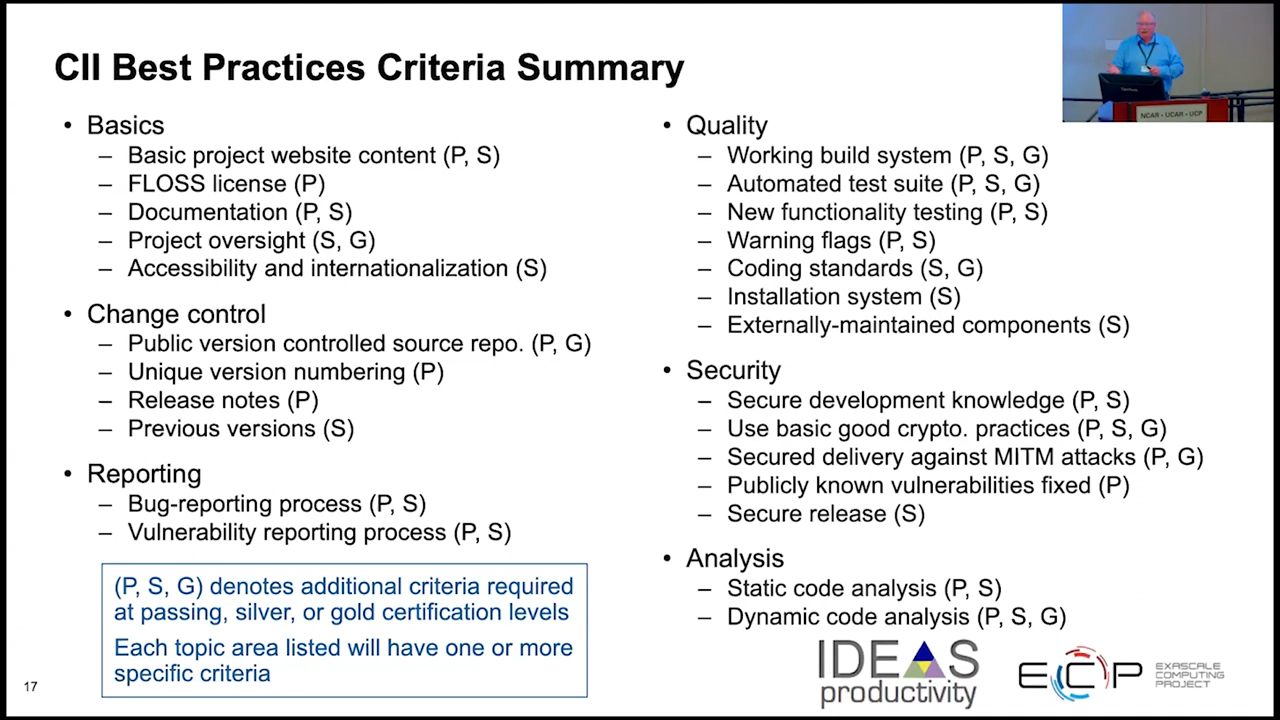 CII Best Practices Criteria Summary
• Basics
– Basic project website content (P, S)
– FLOSS license (P)
– Documentation (P, S)
– Project oversight (S, G)
– Accessibility and internationalization (S)
• Change control
– Public version controlled source repo. (P, G)
– Unique version numbering (P)
– Release notes (P)
– Previous versions (S)
• Reporting
– Bug-reporting process (P, S)
– Vulnerability reporting process (P, S)
(P, S, G) denotes additional criteria required
at passing, silver, or gold certification levels
Each topic area listed will have one or more
specific criteria
17
• Quality
– Working build system (P, S, G)
– Automated test suite (P, S, G)
– New functionality testing (P, S)
– Warning flags (P, S)
– Coding standards (S, G)
– Installation system (S)
– Externally-maintained components (S)
• Security
– Secure development knowledge (P, S)
– Use basic good crypto. practices (P, S, G)
– Secured delivery against MITM attacks (P, G)
– Publicly known vulnerabilities fixed (P)
– Secure release (S)
• Analysis
– Static code analysis (P, S)
– Dynamic code analysis (P, S, G)
IDEAS
productivity
ECP
EXASCALE
COMPUTING
PROJECT
NCAR • UCAR • UCP